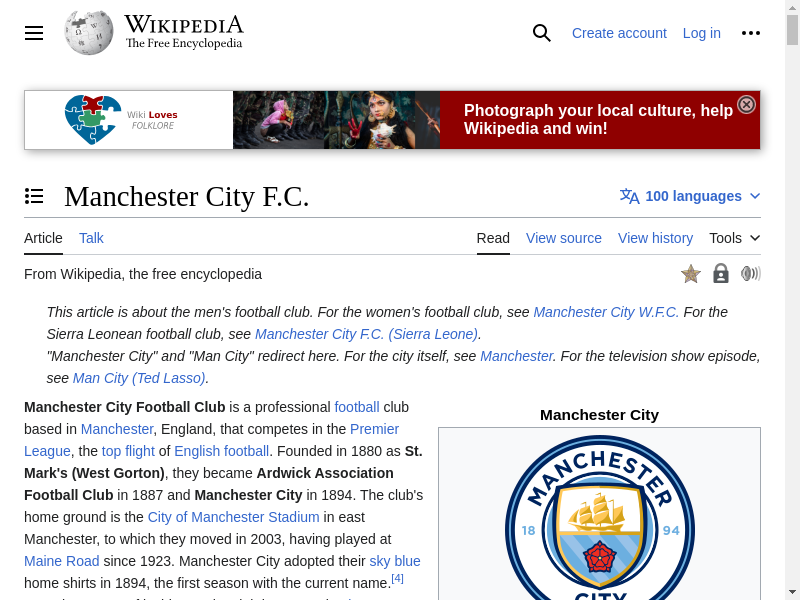 WIKIPEDIA
The Free Encyclopedia
Create account
Log in
Wiki Loves
FOLKLORE
Photograph your local culture, help
Wikipedia and win!
Manchester City F.C.
100 languages
Article
Talk
Read
View source
View history
Tools
From Wikipedia, the free encyclopedia
This article is about the men's football club. For the women's football club, see Manchester City W.F.C. For the
Sierra Leonean football club, see Manchester City F.C. (Sierra Leone).
"Manchester City" and "Man City" redirect here. For the city itself, see Manchester. For the television show episode,
see Man City (Ted Lasso).
Manchester City Football Club is a professional football club
based in Manchester, England, that competes in the Premier
League, the top flight of English football. Founded in 1880 as St.
Mark's (West Gorton), they became Ardwick Association
Football Club in 1887 and Manchester City in 1894. The club's
home ground is the City of Manchester Stadium in east
Manchester, to which they moved in 2003, having played at
Maine Road since 1923. Manchester City adopted their sky blue
home shirts in 1894, the first season with the current name.[4]
Manchester City
MANCHESTER
18
94
CITY